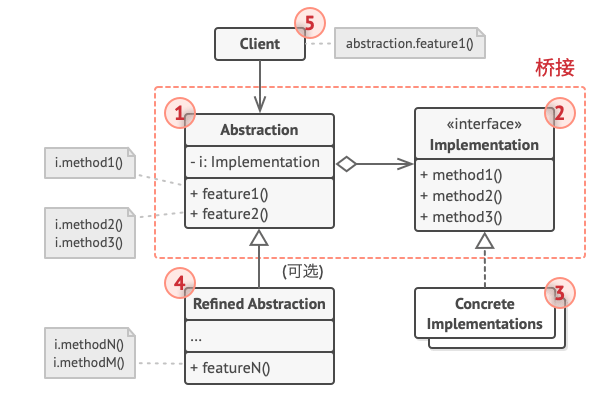 5
Client
abstraction.feature1()
桥接
1
Abstraction
- i: Implementation
+ feature1()
+ feature2()
2
«interface»
Implementation
+ method1()
+ method2()
+ method3()
i.method1()
i.method2()
i.method3()
(可选)
4
Refined Abstraction
...
+ featureN()
3
Concrete
Implementations
i.methodN()
i.methodM()